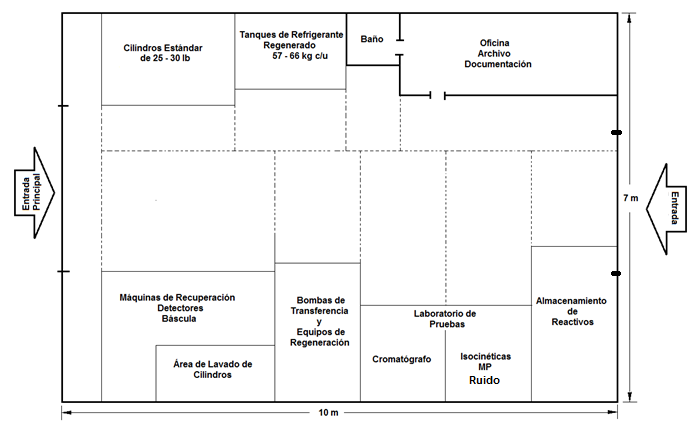 Cilindros Estándar
de 25 - 30 lb
Tanques de Refrigerante
Regenerado
57 - 66 kg c/u
Baño
Oficina
Archivo
Documentación
Entrada
Principal
7 m
Entrada
Máquinas de Recuperación
Detectores
Báscula
Área de Lavado de
Cilindros
Bombas de
Transferencia
y
Equipos de
Regeneración
Laboratorio de
Pruebas
Cromatógrafo
Isocinéticas
MP
Ruido
Almacenamiento
de
Reactivos
10 m